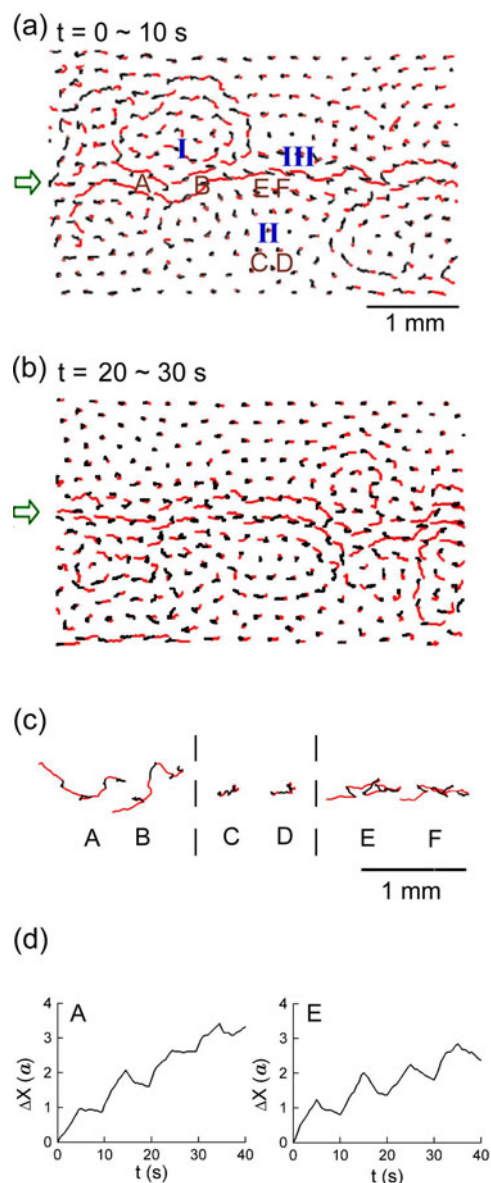 (a) t = 0 ~ 10 s
I
III
A B E F
II
C D
1 mm
(b) t = 20 ~ 30 s
(c)
A B C D E F
1 mm
(d)
A E
4 4
3 3
2 2
1 1
0 0
ΔX (a) ΔX (a)
0 10 20 30 40 0 10 20 30 40
t (s) t (s)